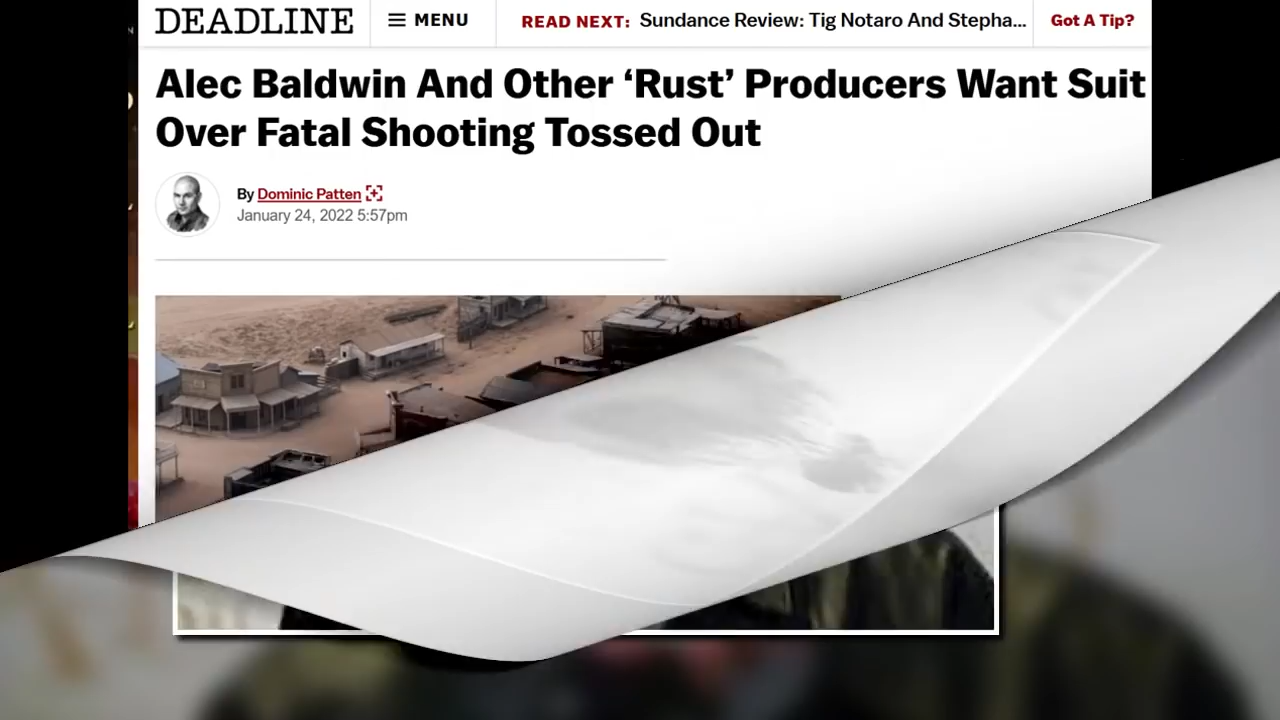 DEADLINE
MENU
READ NEXT: Sundance Review: Tig Notaro And Stepha...
Got A Tip?
Alec Baldwin And Other ‘Rust’ Producers Want Suit
Over Fatal Shooting Tossed Out
By Dominic Patten
January 24, 2022 5:57pm